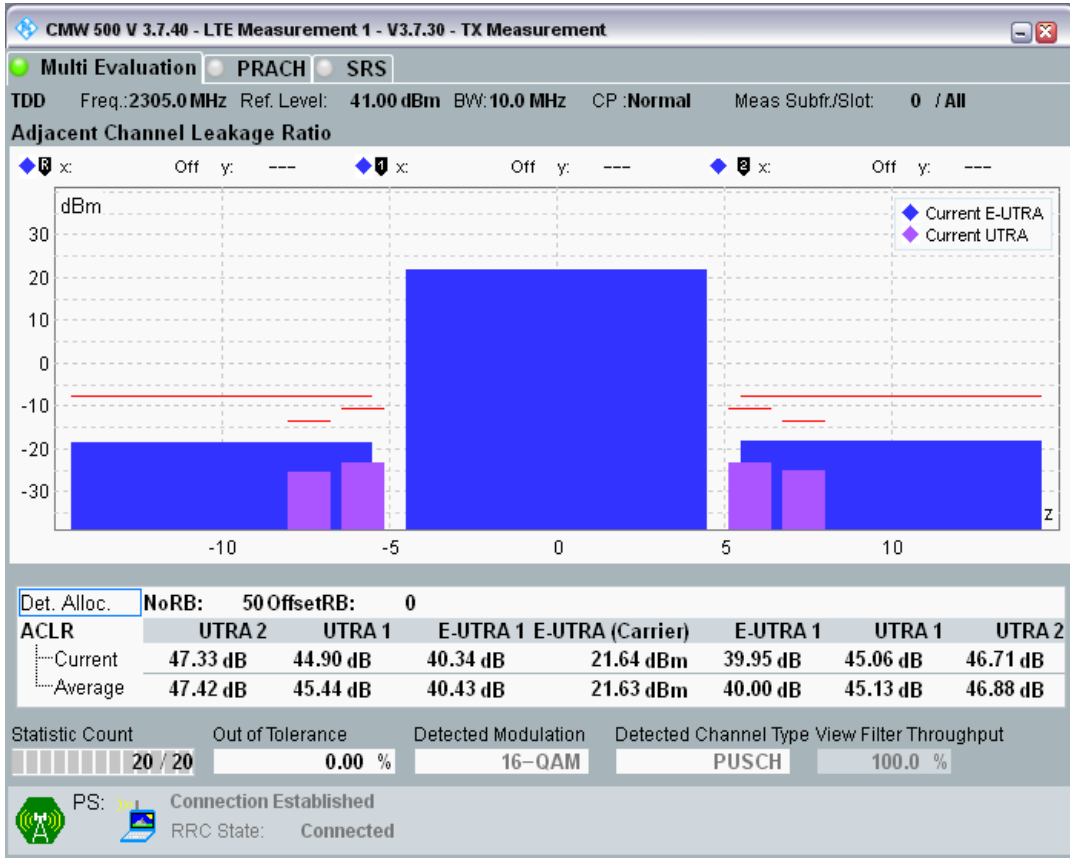 CMW 500 V 3.7.40 - LTE Measurement 1 - V3.7.30 - TX Measurement
Multi Evaluation PRACH SRS
TDD Freq.:2305.0 MHz Ref. Level: 41.00 dBm BW: 10.0 MHz CP :Normal Meas Subfr./Slot: 0 / All
Adjacent Channel Leakage Ratio
R x: Off y: --- 1 x: Off y: --- 2 x: Off y: ---
dBm
Current E-UTRA
Current UTRA
30
20
10
0
-10
-20
-30
z
-10 -5 0 5 10
Det. Alloc. NoRB: 50 OffsetRB: 0
ACLR UTRA 2 UTRA 1 E-UTRA 1 E-UTRA (Carrier) E-UTRA 1 UTRA 1 UTRA 2
Current 47.33 dB 44.90 dB 40.34 dB 21.64 dBm 39.95 dB 45.06 dB 46.71 dB
Average 47.42 dB 45.44 dB 40.43 dB 21.63 dBm 40.00 dB 45.13 dB 46.88 dB
Statistic Count Out of Tolerance Detected Modulation Detected Channel Type View Filter Throughput
20 / 20 0.00 % 16-QAM PUSCH 100.0 %
PS: Connection Established
RRC State: Connected